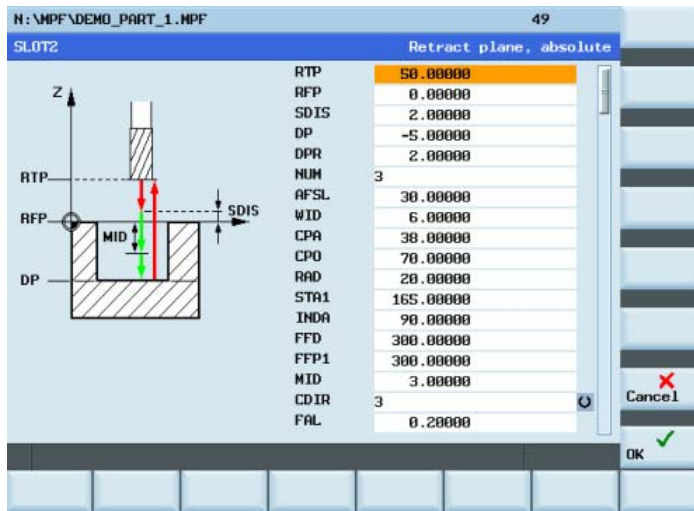 N:\MPF\DEMO_PART_1.MPF 49
SLOT2 Retract plane, absolute
Z
RTP
RFP
SDIS
MID
DP
RTP 50.00000
RFP 0.00000
SDIS 2.00000
DP -5.00000
DPR 2.00000
NUM 3
AFSL 30.00000
WID 6.00000
CPA 38.00000
CPO 70.00000
RAD 20.00000
STA1 165.00000
INDA 90.00000
FFD 300.00000
FFP1 300.00000
MID 3.00000
CDIR 3
FAL 0.20000
Cancel
OK